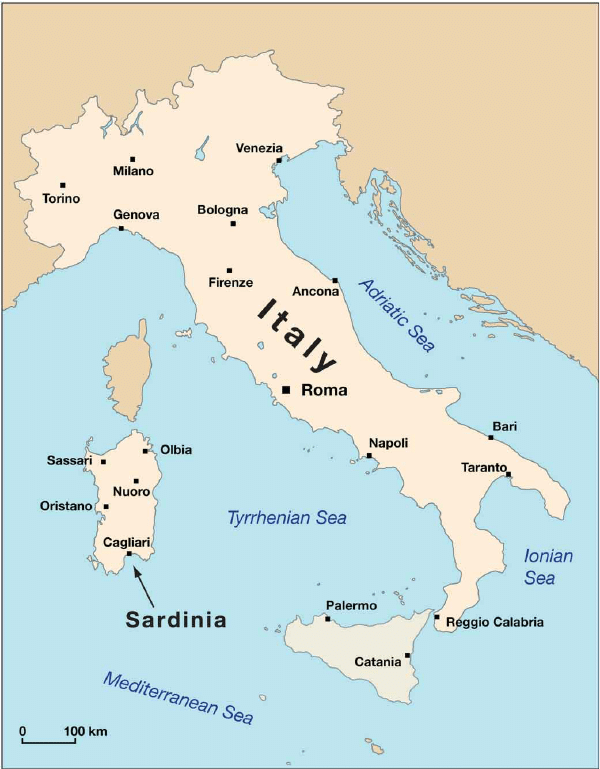 Venezia
Milano
Torino
Genova
Bologna
Firenze
Ancona
Adriatic Sea
Italy
Roma
Bari
Napoli
Olbia
Sassari
Taranto
Nuoro
Oristano
Tyrrhenian Sea
Cagliari
Ionian
Sea
Palermo
Sardinia
Reggio Calabria
Catania
Mediterranean Sea
0 100 km